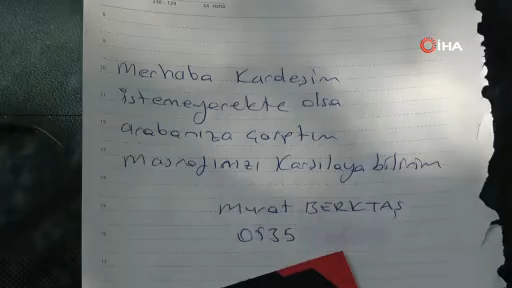 İHA
Merhaba Kardeşim
istemeyerekte olsa
arabanıza çarptım
Masrafınızı Karşılaya bilirim
Murat BERKTAŞ
0535